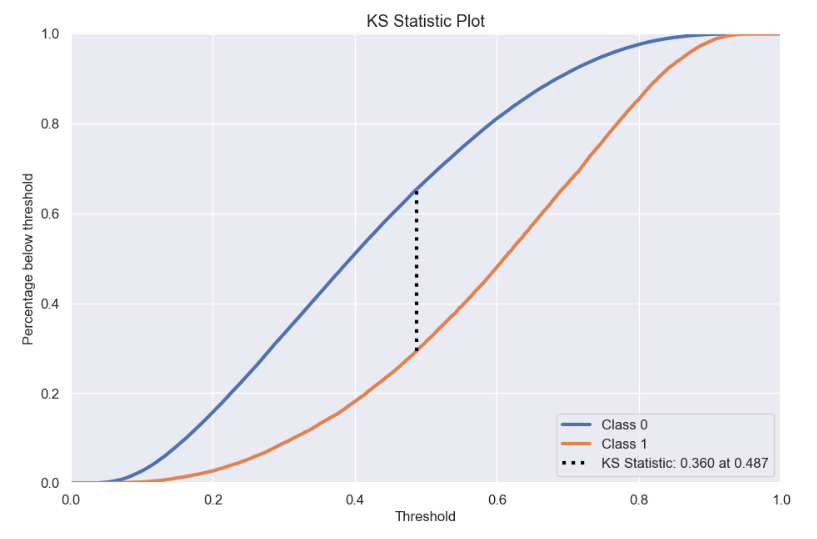 KS Statistic Plot
1.0
0.8
0.6
0.4
0.2
0.0
Percentage below threshold
0.0 0.2 0.4 0.6 0.8 1.0
Threshold
Class 0
Class 1
KS Statistic: 0.360 at 0.487